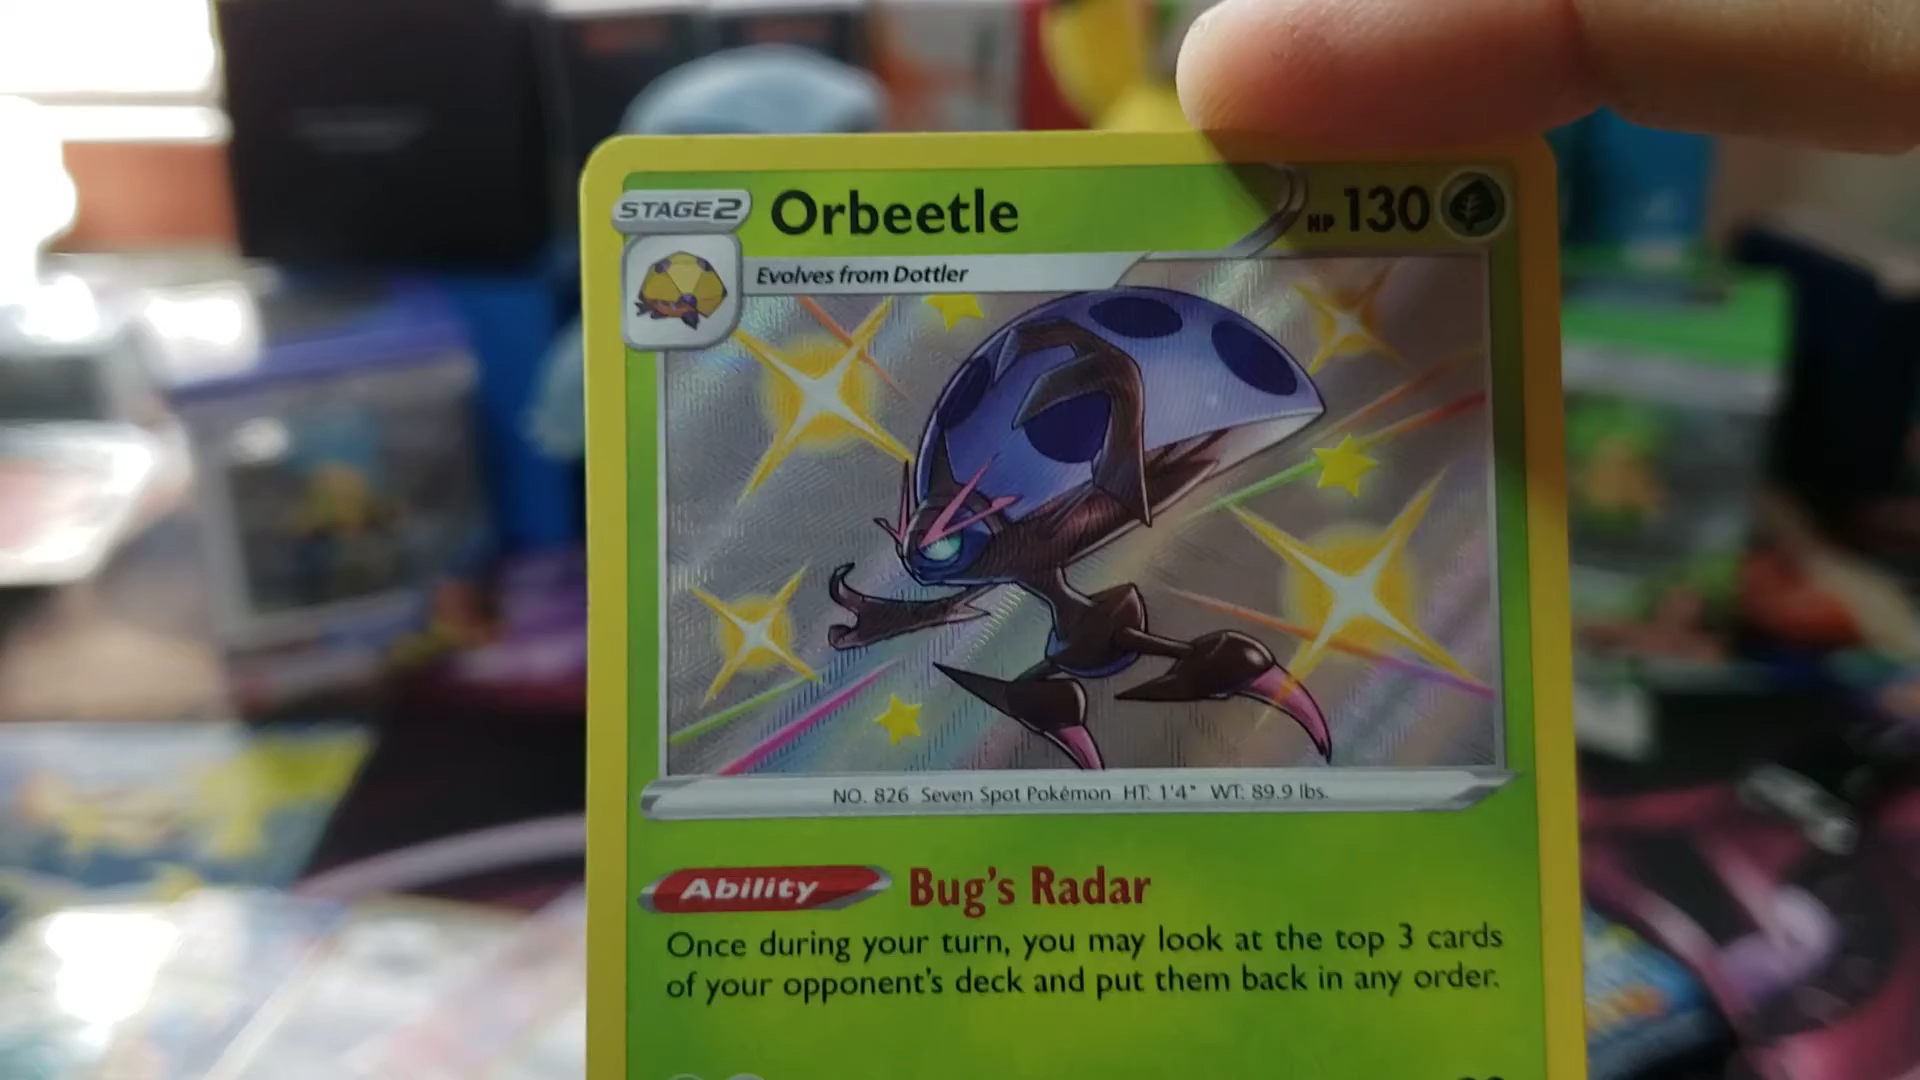 STAGE2
Orbeetle
HP 130
Evolves from Dottler
NO. 826 Seven Spot Pokémon HT: 1'4" WT: 89.9 lbs.
Ability Bug's Radar
Once during your turn, you may look at the top 3 cards
of your opponent's deck and put them back in any order.